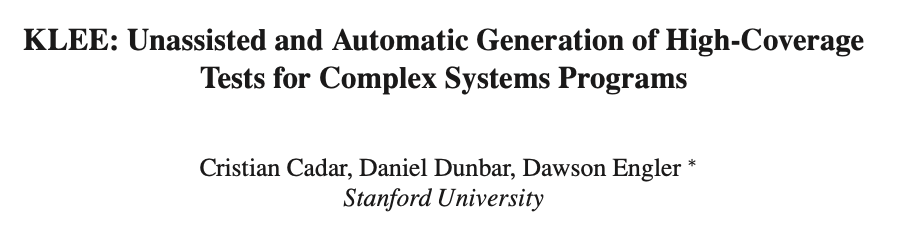 KLEE: Unassisted and Automatic Generation of High-Coverage
Tests for Complex Systems Programs
Cristian Cadar, Daniel Dunbar, Dawson Engler *
Stanford University